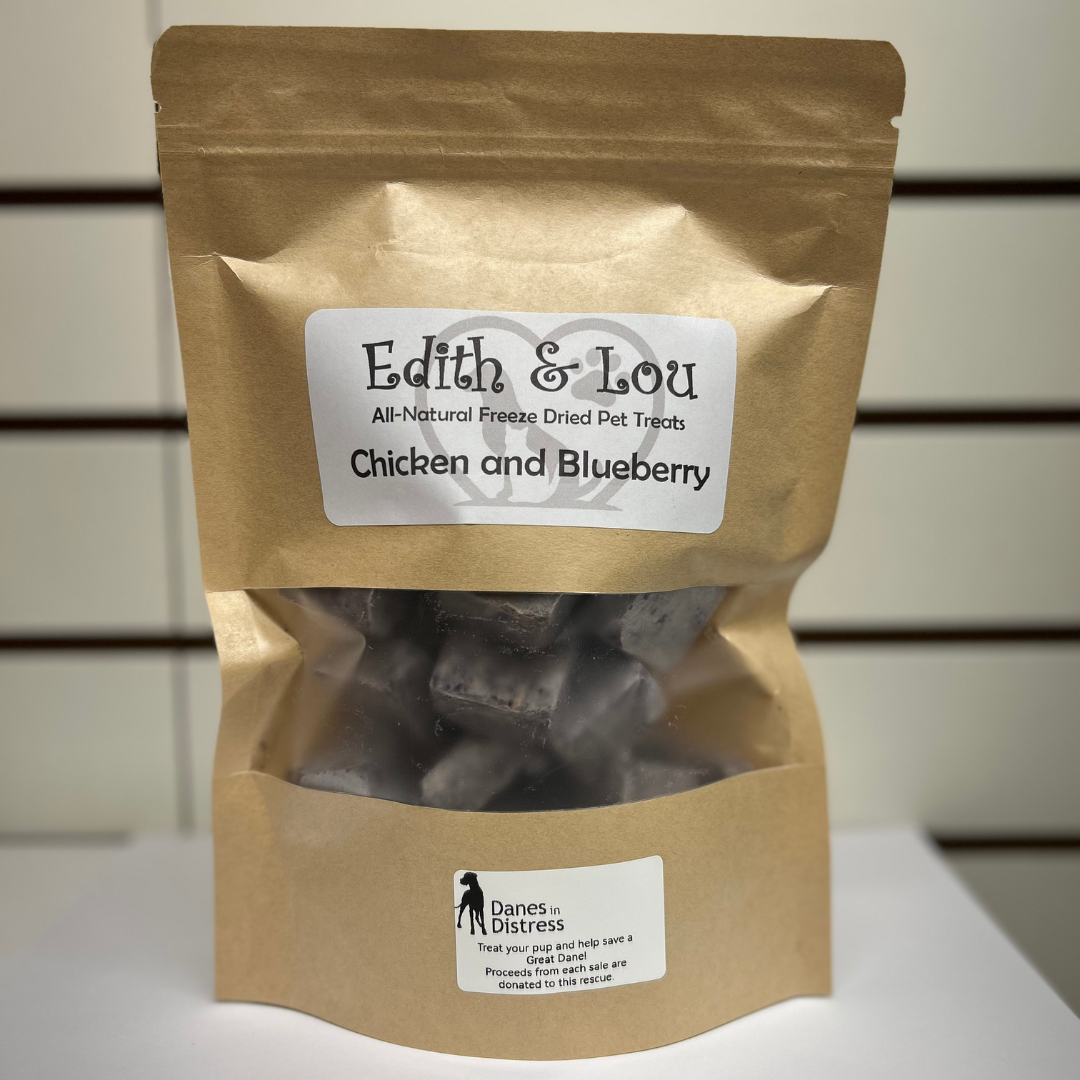 Edith & Lou
All-Natural Freeze Dried Pet Treats
Chicken and Blueberry
Danes in
Distress
Treat your pup and help save a
Great Dane!
Proceeds from each sale are
donated to this rescue.